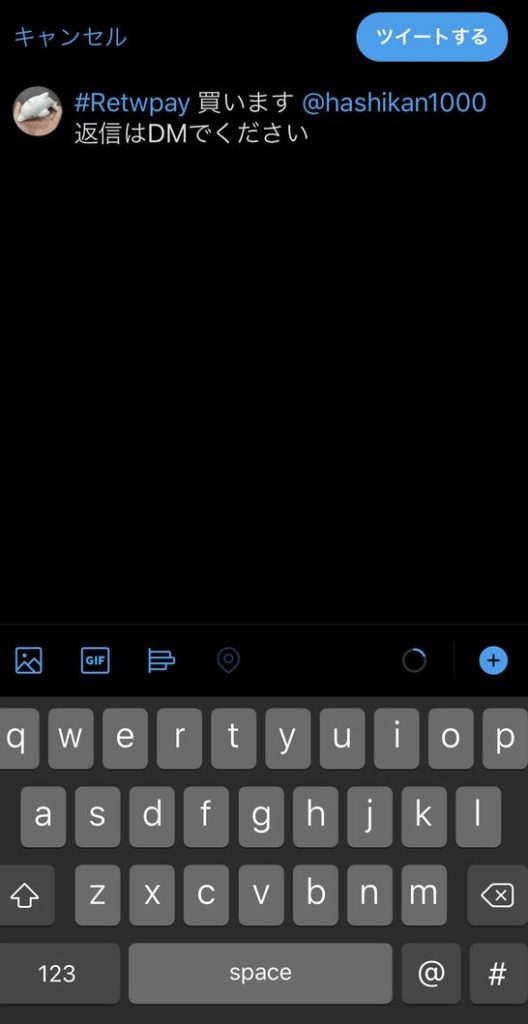 キャンセル ツイートする
#Retwpay 買います @hashikan1000
返信はDMでください
GIF
q w e r t y u i o p
a s d f g h j k l
z x c v b n m
123 space @ #